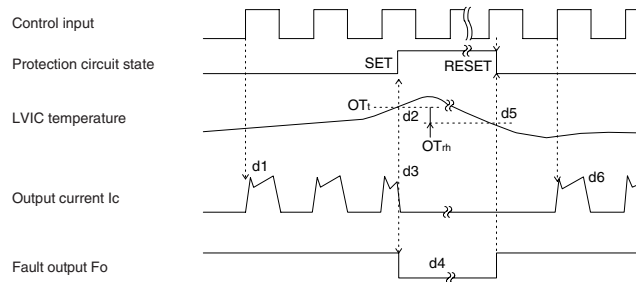 Control input
Protection circuit state
SET
RESET
LVIC temperature
OTt
d2
d5
OTrh
Output current Ic
d1
d3
d6
Fault output Fo
d4